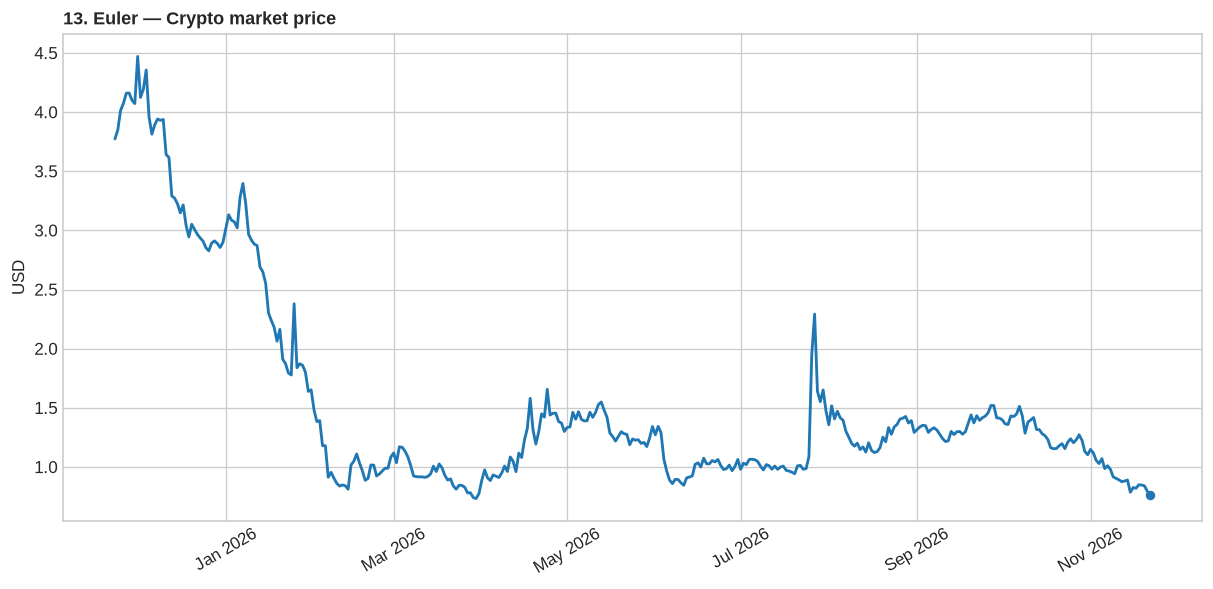 13. Euler — Crypto market price
4.5
4.0
3.5
3.0
2.5
2.0
1.5
1.0
USD
Jan 2026
Mar 2026
May 2026
Jul 2026
Sep 2026
Nov 2026